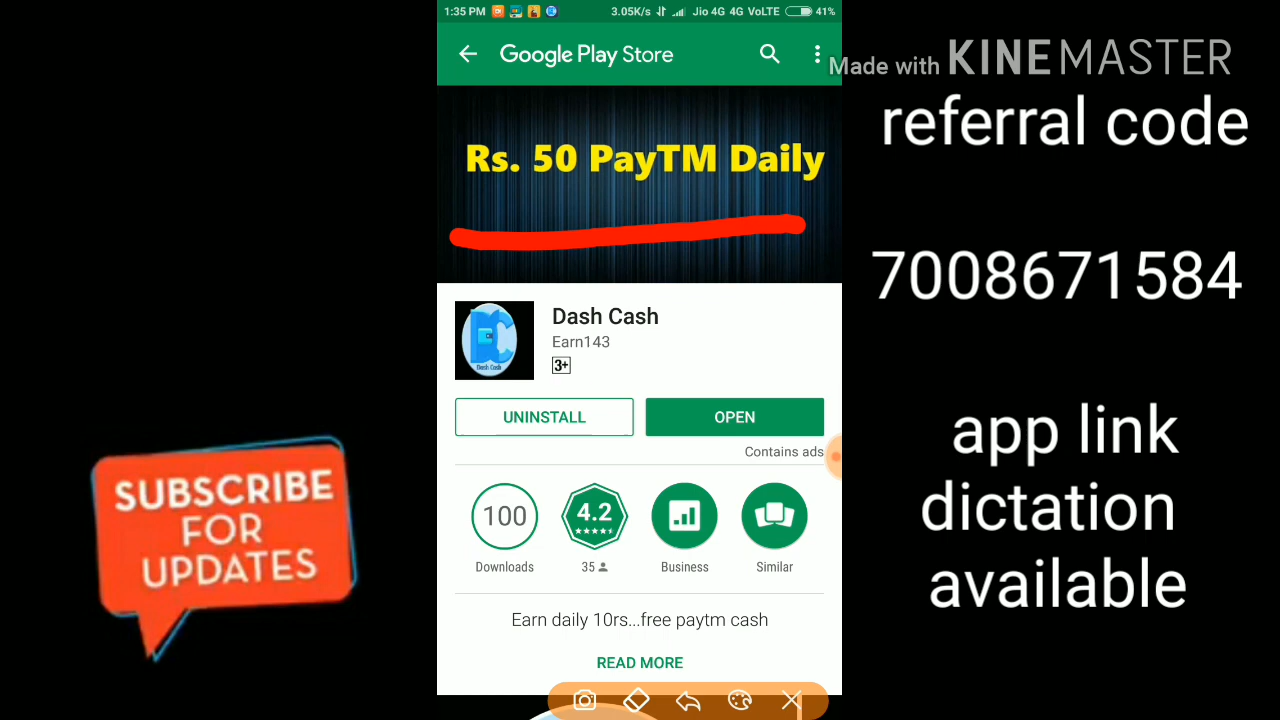 1:35 PM
3.05K/s Jio 4G 4G VoLTE 41%
Google Play Store
Made with KINEMASTER
Rs. 50 PayTM Daily
referral code
7008671584
app link
dictation
available
Dash Cash
Earn143
3+
Dash Cash
UNINSTALL
OPEN
Contains ads
100
4.2
Downloads
35
Business
Similar
Earn daily 10rs...free paytm cash
READ MORE
SUBSCRIBE
FOR
UPDATES